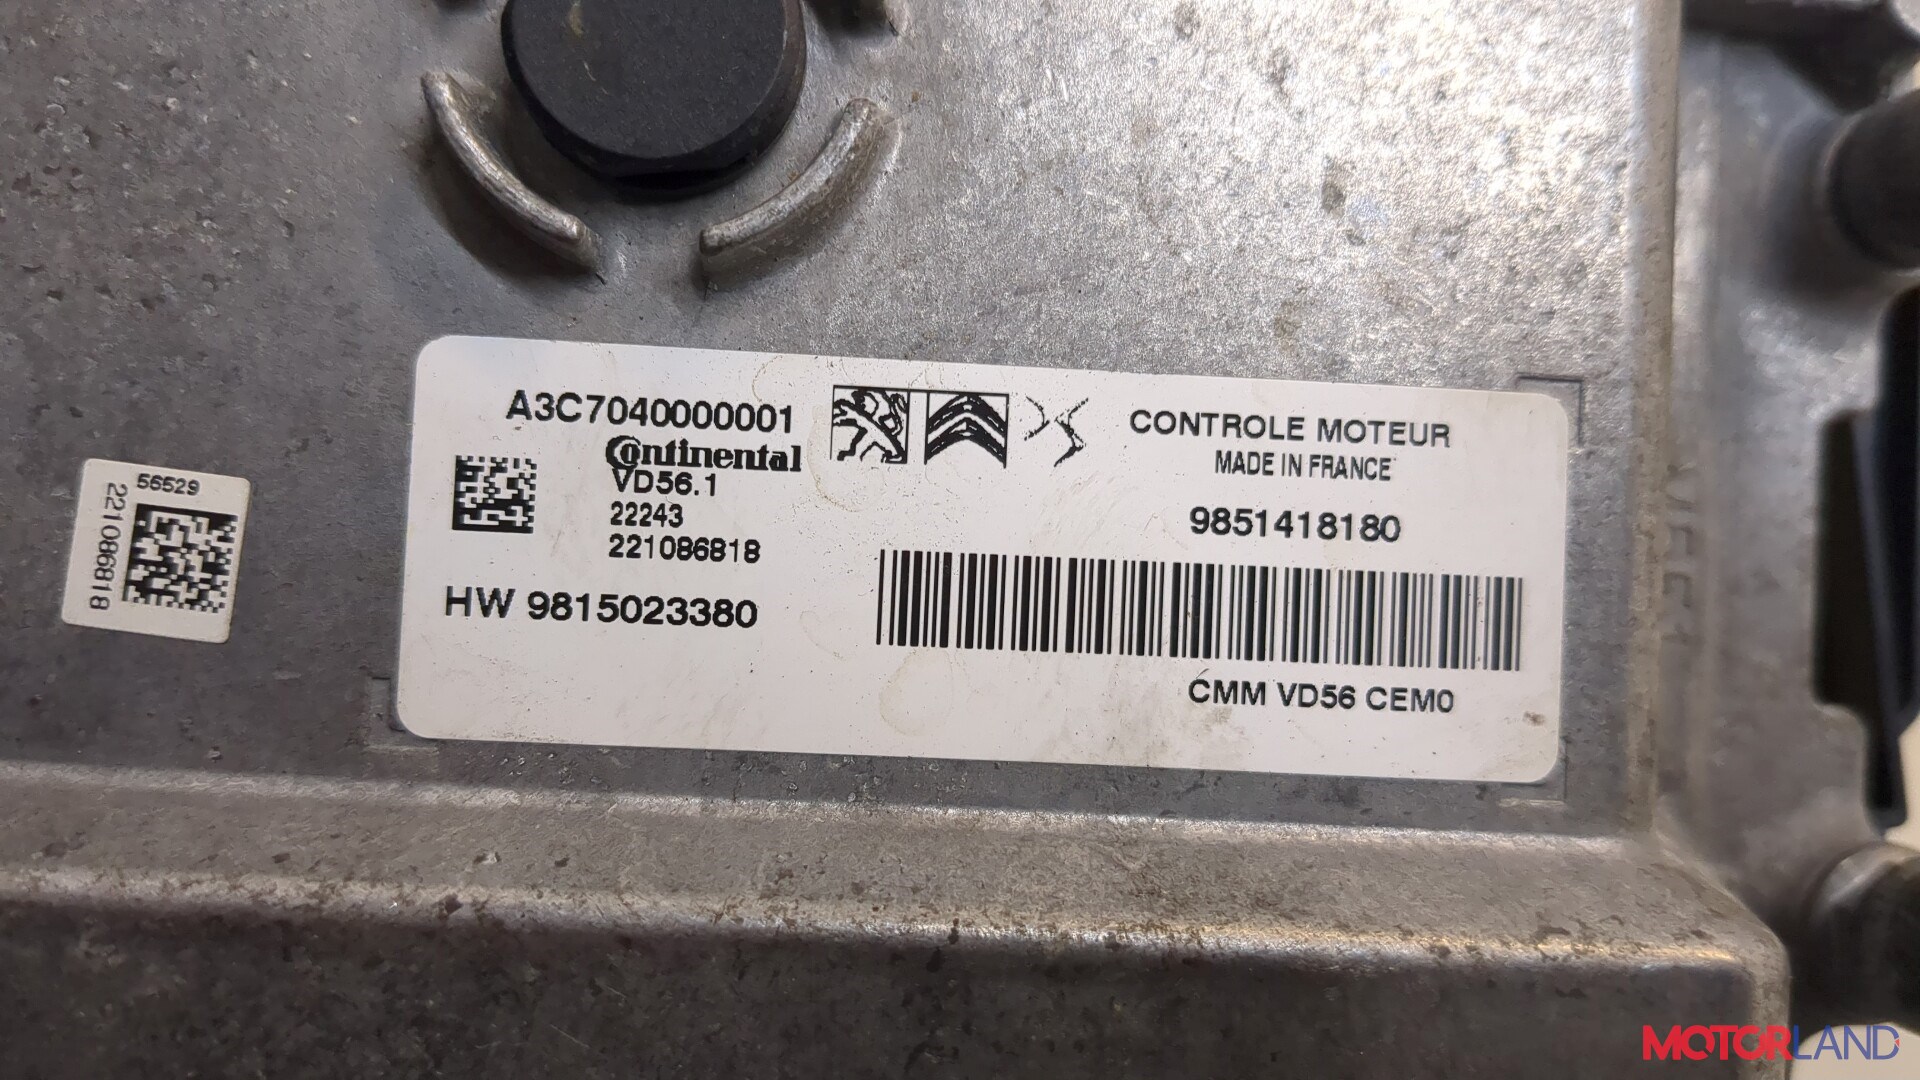 A3C7040000001
Continental
VD56.1
22243
221086818
HW 9815023380
CONTROLE MOTEUR
MADE IN FRANCE
9851418180
CMM VD56 CEM0
56529
221086818
MOTORLAND